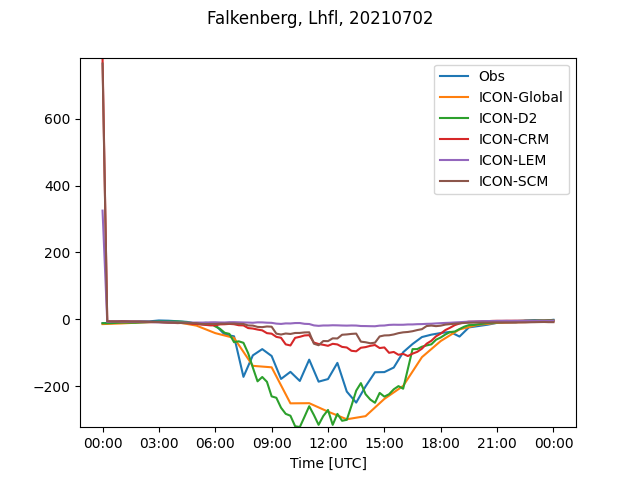 Falkenberg, Lhfl, 20210702
Obs
ICON-Global
ICON-D2
ICON-CRM
ICON-LEM
ICON-SCM
600
400
200
0
−200
00:00 03:00 06:00 09:00 12:00 15:00 18:00 21:00 00:00
Time [UTC]